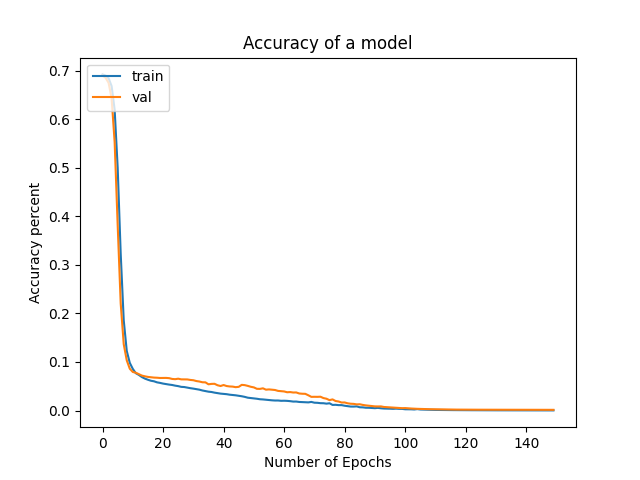 Accuracy of a model
train
val
Accuracy percent
0.7
0.6
0.5
0.4
0.3
0.2
0.1
0.0
0 20 40 60 80 100 120 140
Number of Epochs